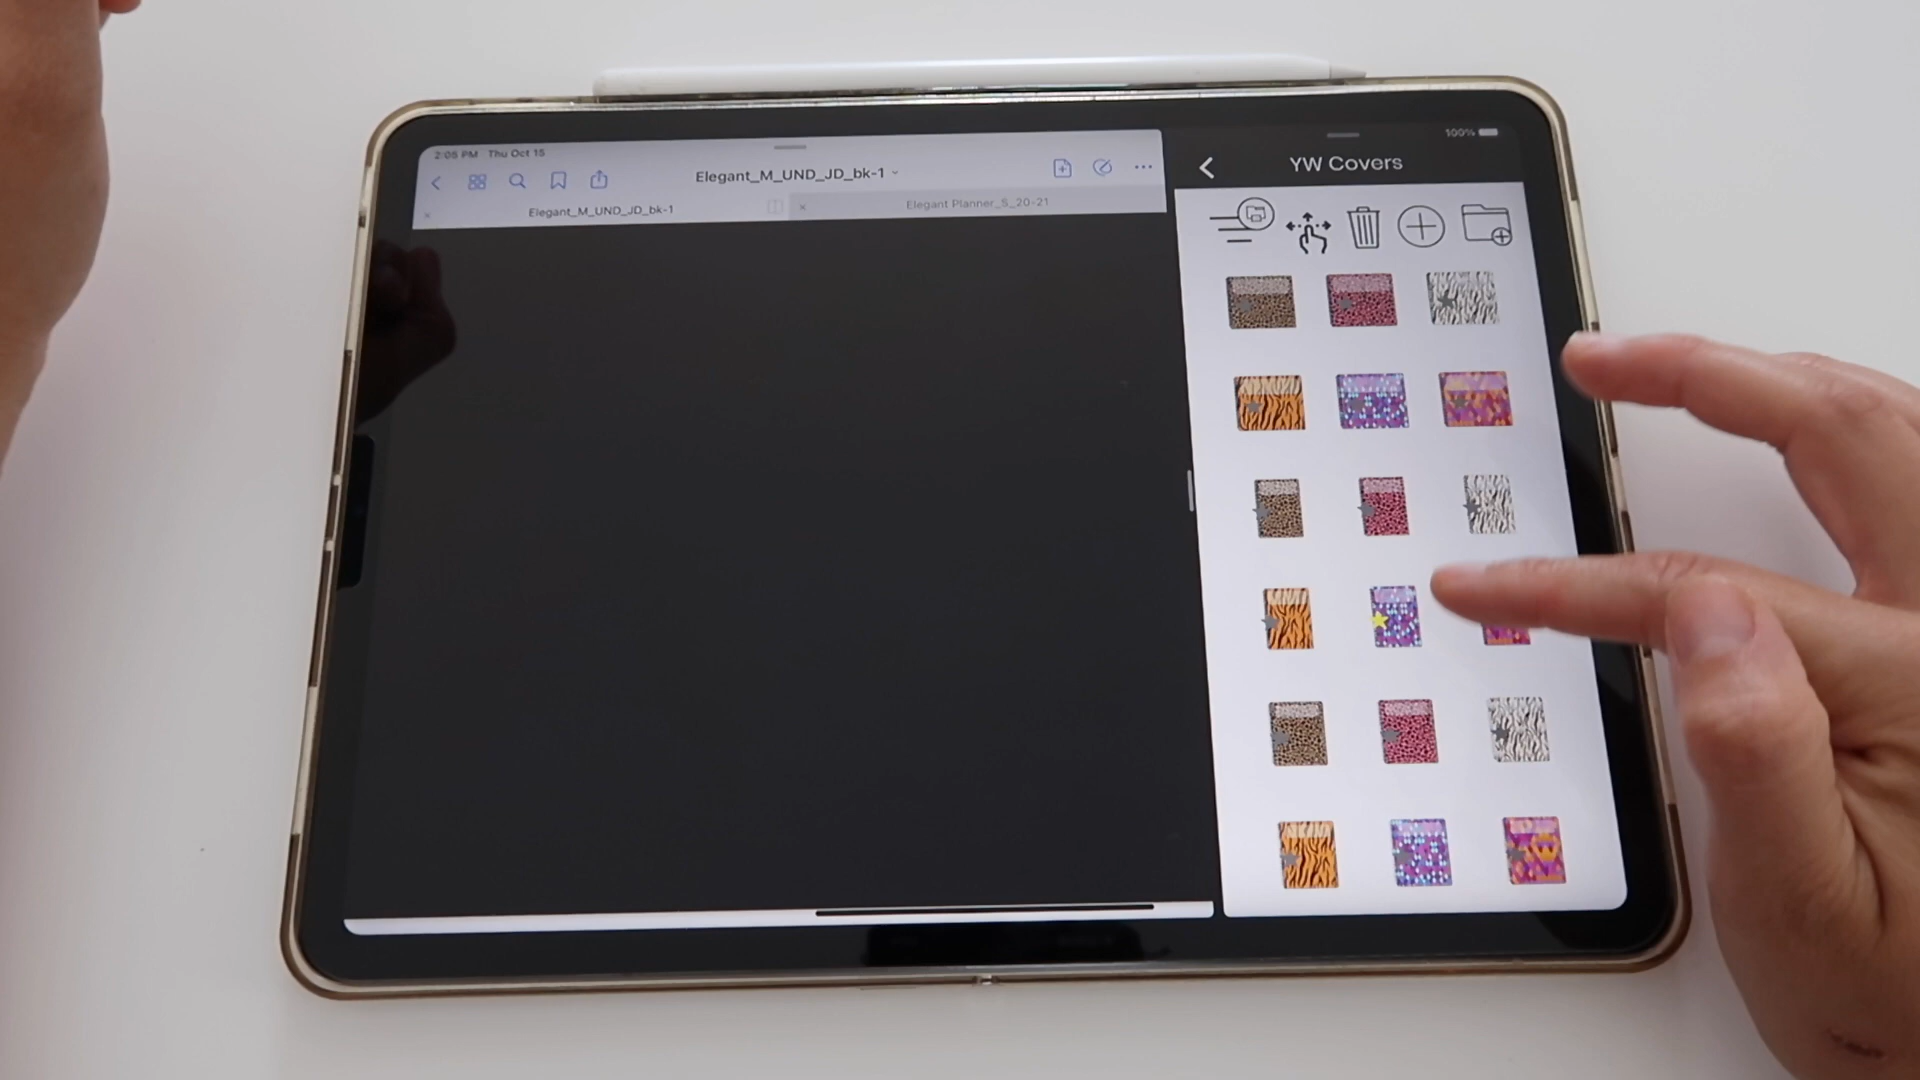 2:05 PM Thu Oct 15
Elegant_M_UND_JD_bk-1
Elegant_M_UND_JD_bk-1
Elegant Planner_S_20-21
100%
YW Covers